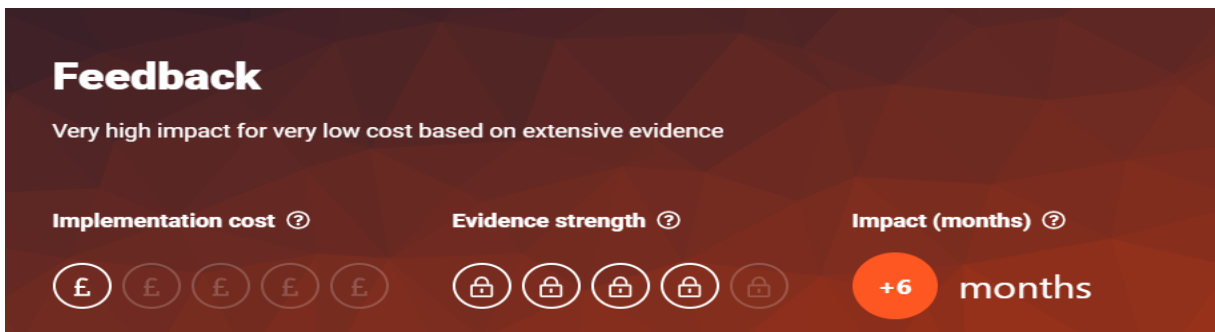 Feedback
Very high impact for very low cost based on extensive evidence
Implementation cost ? Evidence strength ? Impact (months) ?
£ £ £ £ £ +6 months